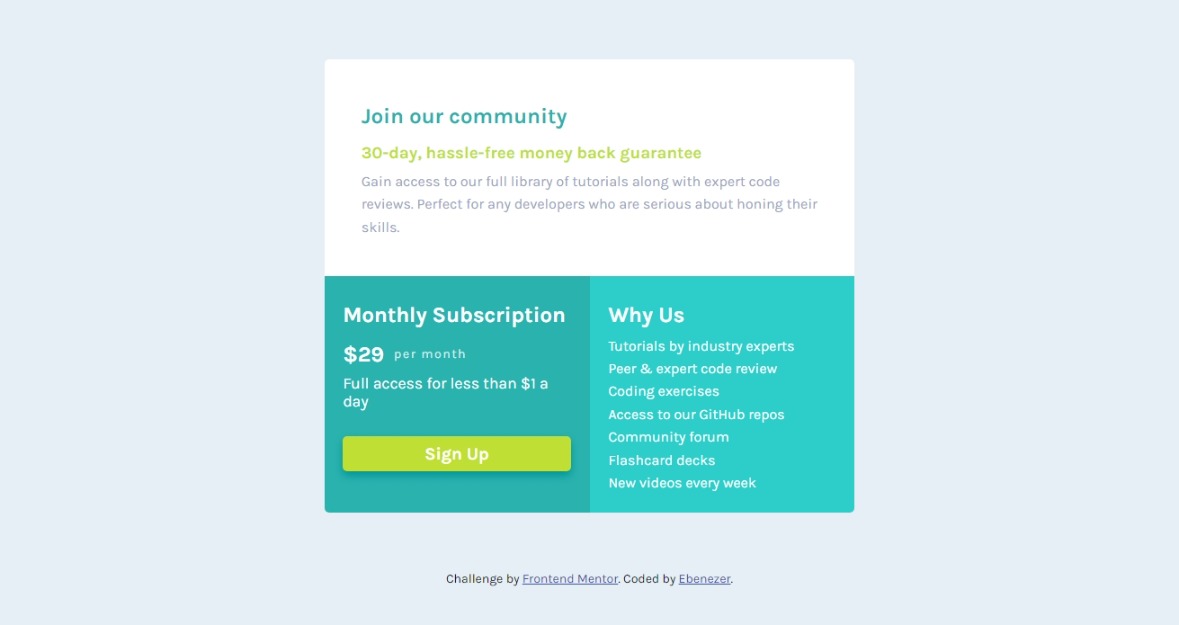 Join our community
30-day, hassle-free money back guarantee
Gain access to our full library of tutorials along with expert code
reviews. Perfect for any developers who are serious about honing their
skills.
Monthly Subscription
$29 per month
Full access for less than $1 a
day
Sign Up
Why Us
Tutorials by industry experts
Peer & expert code review
Coding exercises
Access to our GitHub repos
Community forum
Flashcard decks
New videos every week
Challenge by Frontend Mentor. Coded by Ebenezer.